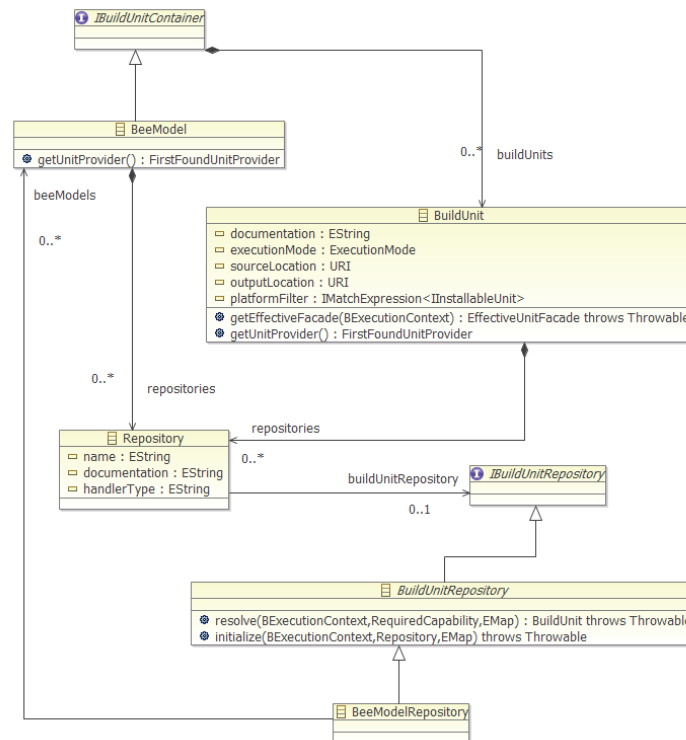 IBuildUnitContainer
BeeModel
getUnitProvider() : FirstFoundUnitProvider
0..*
buildUnits
beeModels
BuildUnit
documentation : EString
0..*
executionMode : ExecutionMode
sourceLocation : URI
outputLocation : URI
platformFilter : IMatchExpression<IInstallableUnit>
getEffectiveFacade(BExecutionContext) : EffectiveUnitFacade throws Throwable
getUnitProvider() : FirstFoundUnitProvider
0..*
repositories
Repository
repositories
name : EString
0..*
documentation : EString
IBuildUnitRepository
buildUnitRepository
handlerType : EString
0..1
BuildUnitRepository
resolve(BExecutionContext,RequiredCapability,EMap) : BuildUnit throws Throwable
initialize(BExecutionContext,Repository,EMap) throws Throwable
BeeModelRepository